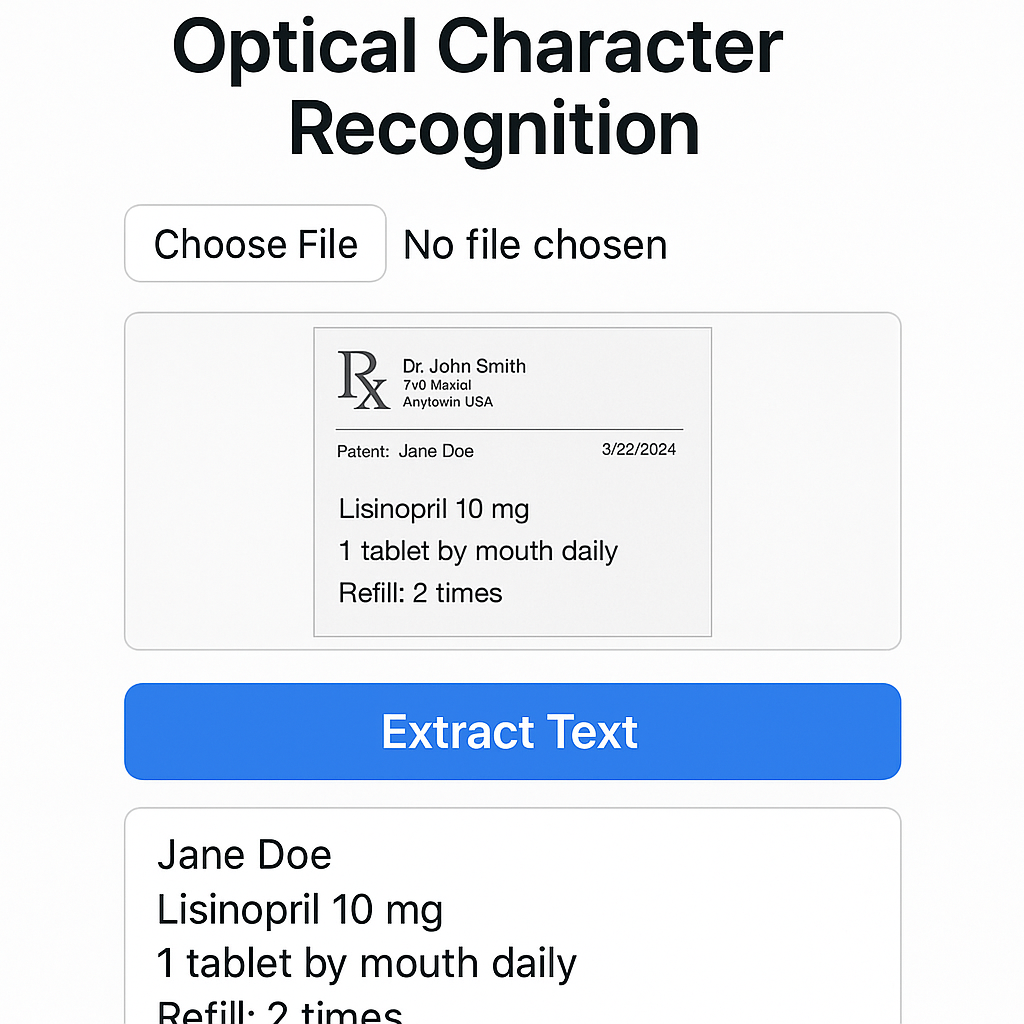 Optical Character
Recognition
Choose File No file chosen
Rx Dr. John Smith
7v0 Maxial
Anytowin USA
Patent: Jane Doe 3/22/2024
Lisinopril 10 mg
1 tablet by mouth daily
Refill: 2 times
Extract Text
Jane Doe
Lisinopril 10 mg
1 tablet by mouth daily
Refill: 2 times